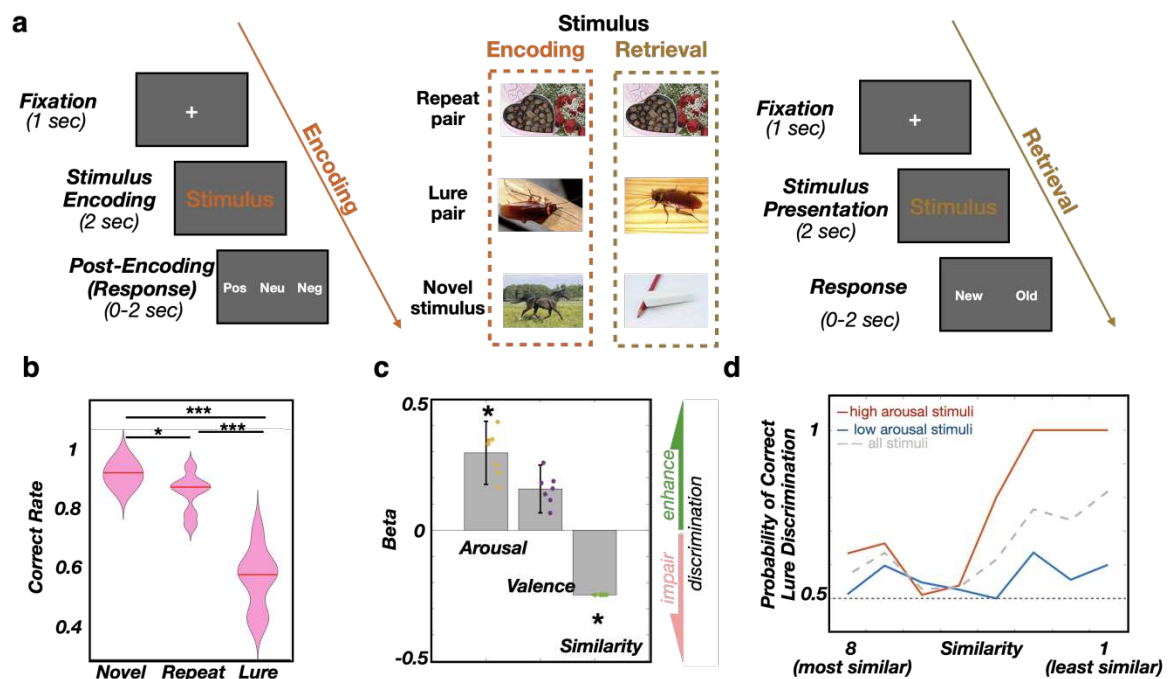 a
Fixation
(1 sec)
+
Stimulus
Encoding
(2 sec)
Stimulus
Post-Encoding
(Response)
(0-2 sec)
Pos Neu Neg
Encoding
Stimulus
Encoding Retrieval
Repeat
pair
Lure
pair
Novel
stimulus
Fixation
(1 sec)
+
Stimulus
Presentation
(2 sec)
Stimulus
Response
(0-2 sec)
New Old
Retrieval
b
Correct Rate
1
0.8
0.6
0.4
***
* ***
Novel Repeat Lure
c
Beta
0.5
0
-0.5
*
Arousal
Valence
*
Similarity
enhance
impair
discrimination
d
Probability of Correct
Lure Discrimination
high arousal stimuli
low arousal stimuli
all stimuli
1
0.5
8 Similarity 1
(most similar) (least similar)